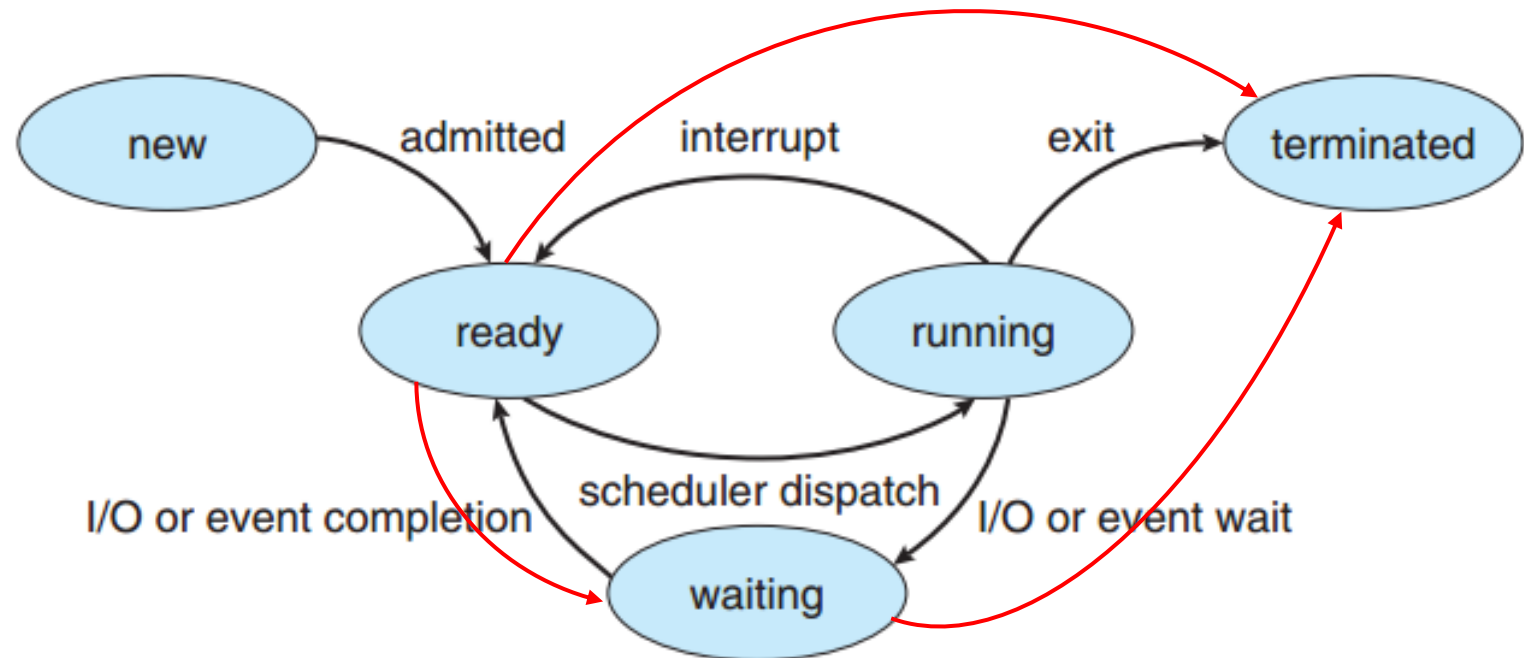 new
admitted
interrupt
exit
terminated
ready
running
I/O or event completion
scheduler dispatch
I/O or event wait
waiting